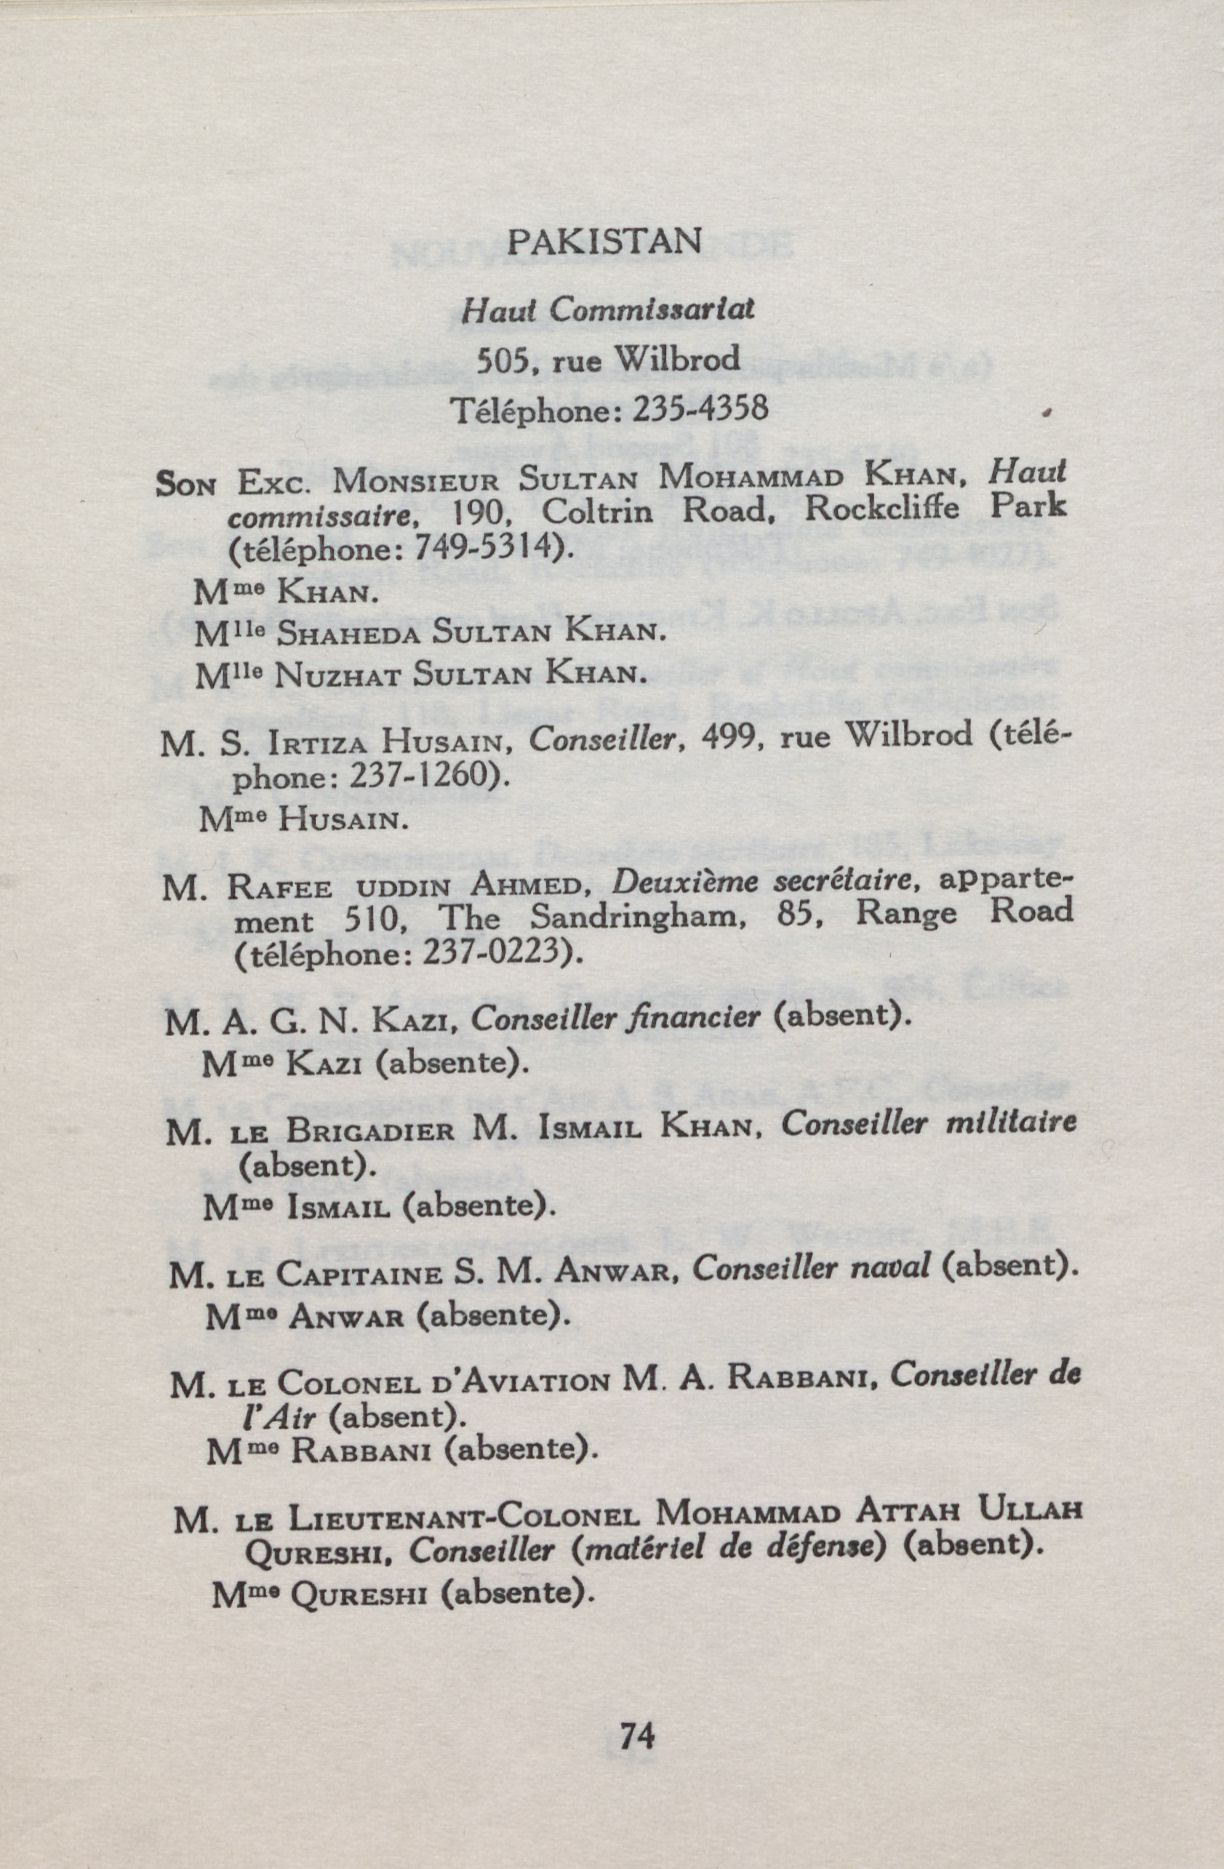 PAKISTAN
Haut Commissariat
505, rue Wilbrod
Téléphone: 235-4358
SON EXC. MONSIEUR SULTAN MOHAMMAD KHAN, Haut
commissaire, 190, Coltrin Road, Rockcliffe Park
(téléphone: 749-5314).
Mme KHAN.
Mlle SHAHEDA SULTAN KHAN.
Mlle NUZHAT SULTAN KHAN.
M. S. IRTIZA HUSAIN, Conseiller, 499, rue Wilbrod (télé-
phone: 237-1260).
Mme HUSAIN.
M. RAFEE UDDIN AHMED, Deuxième secrétaire, apparte-
ment 510, The Sandringham, 85, Range Road
(téléphone: 237-0223).
M. A. G. N. KAZI, Conseiller financier (absent).
Mme KAZI (absente).
M. LE BRIGADIER M. ISMAIL KHAN, Conseiller militaire
(absent).
Mme ISMAIL (absente).
M. LE CAPITAINE S. M. ANWAR, Conseiller naval (absent).
Mme ANWAR (absente).
M. LE COLONEL D'AVIATION M. A. RABBANI, Conseiller de
l'Air (absent).
Mme RABBANI (absente).
M. LE LIEUTENANT-COLONEL MOHAMMAD ATTAH ULLAH
QURESHI, Conseiller (matériel de défense) (absent).
Mme QURESHI (absente).
74